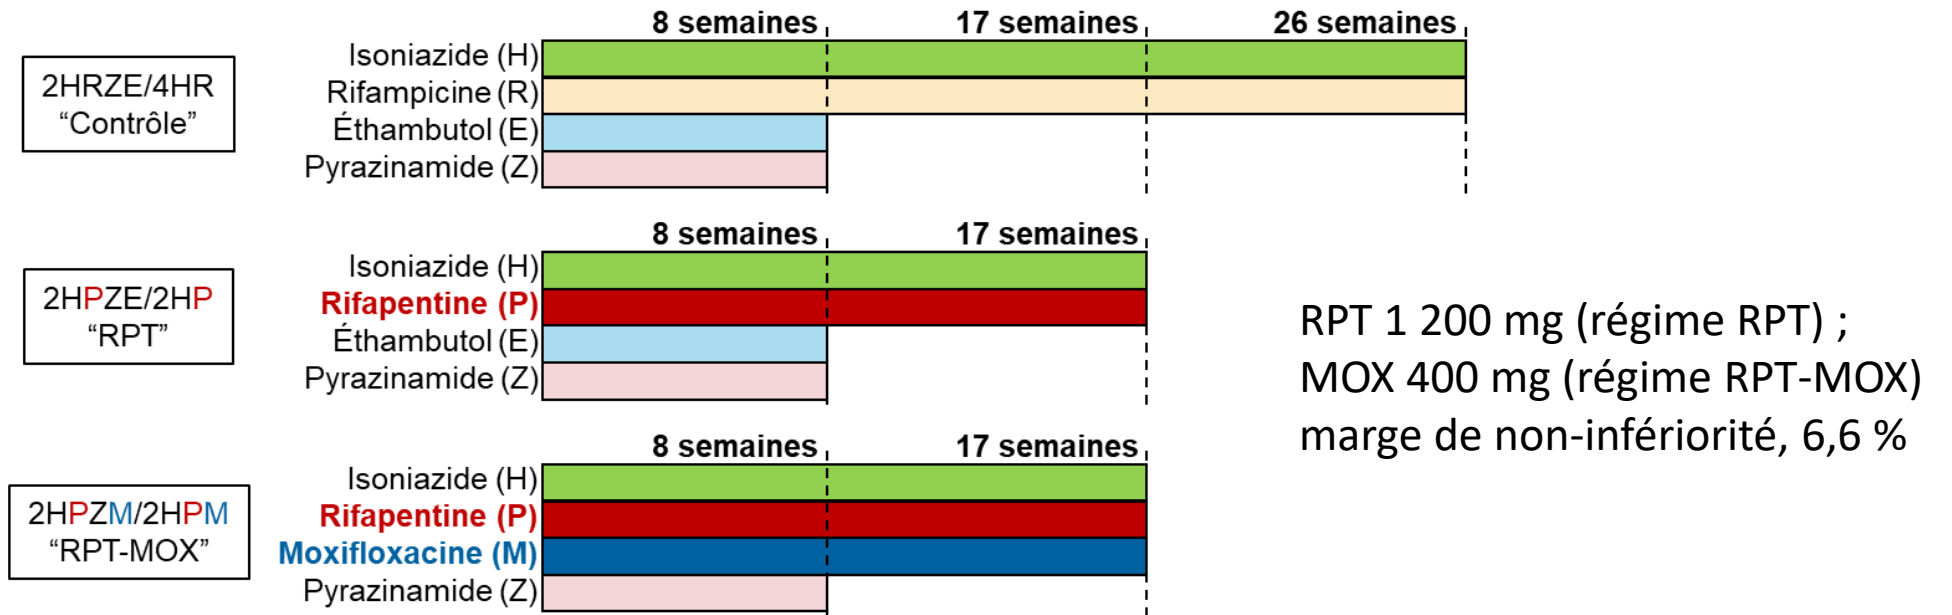 8 semaines 17 semaines 26 semaines
2HRZE/4HR
“Contrôle”
Isoniazide (H)
Rifampicine (R)
Éthambutol (E)
Pyrazinamide (Z)
8 semaines 17 semaines
2HPZE/2HP
“RPT”
Isoniazide (H)
Rifapentine (P)
Éthambutol (E)
Pyrazinamide (Z)
RPT 1 200 mg (régime RPT) ;
MOX 400 mg (régime RPT-MOX)
marge de non-infériorité, 6,6 %
8 semaines 17 semaines
2HPZM/2HPM
“RPT-MOX”
Isoniazide (H)
Rifapentine (P)
Moxifloxacine (M)
Pyrazinamide (Z)